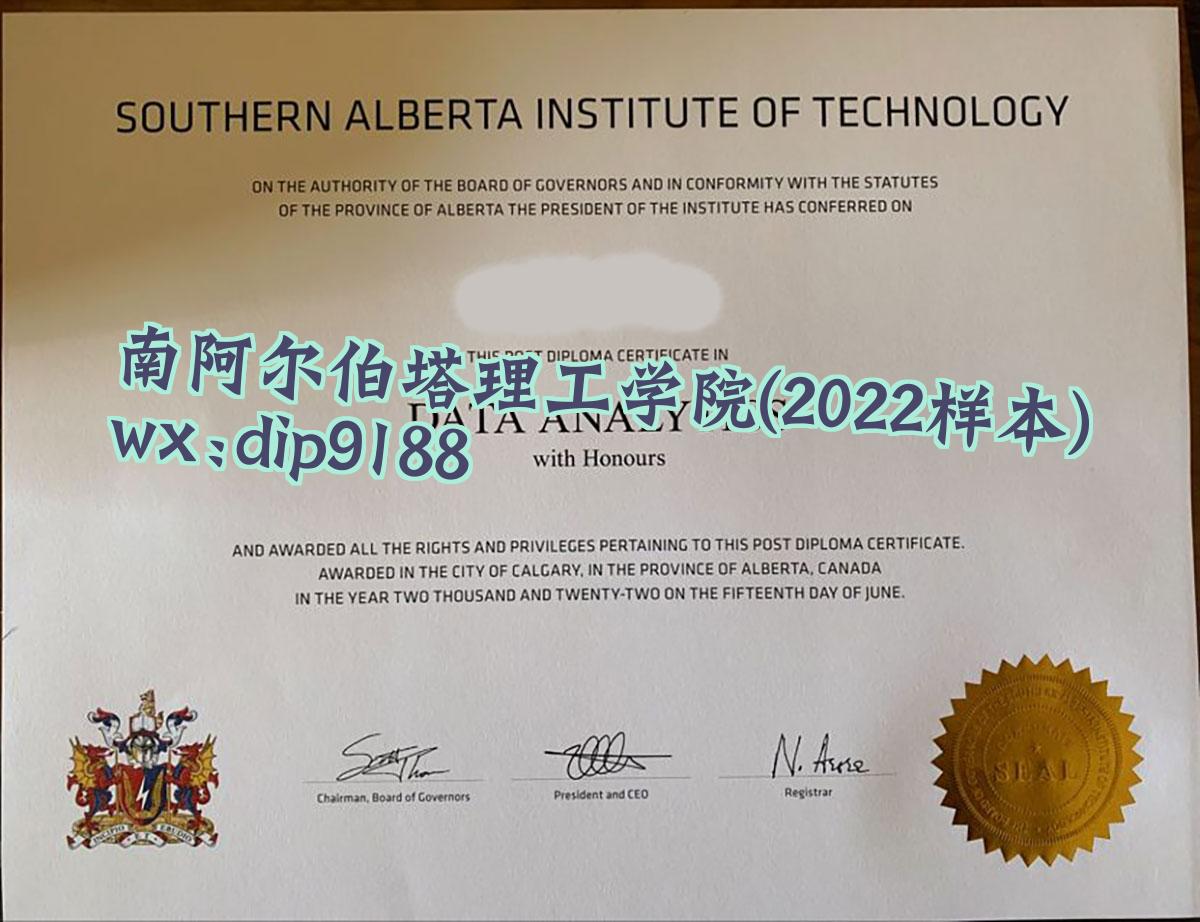 SOUTHERN ALBERTA INSTITUTE OF TECHNOLOGY
ON THE AUTHORITY OF THE BOARD OF GOVERNORS AND IN CONFORMITY WITH THE STATUTES
OF THE PROVINCE OF ALBERTA THE PRESIDENT OF THE INSTITUTE HAS CONFERRED ON
THIS POST DIPLOMA CERTIFICATE IN
南阿尔伯塔理工学院(2022样本)
DATA ANALYTICS
wx:dip9188
with Honours
AND AWARDED ALL THE RIGHTS AND PRIVILEGES PERTAINING TO THIS POST DIPLOMA CERTIFICATE.
AWARDED IN THE CITY OF CALGARY, IN THE PROVINCE OF ALBERTA, CANADA
IN THE YEAR TWO THOUSAND AND TWENTY-TWO ON THE FIFTEENTH DAY OF JUNE.
Chairman, Board of Governors
President and CEO
Registrar
INCIPIO ET ERUDIO
SEAL